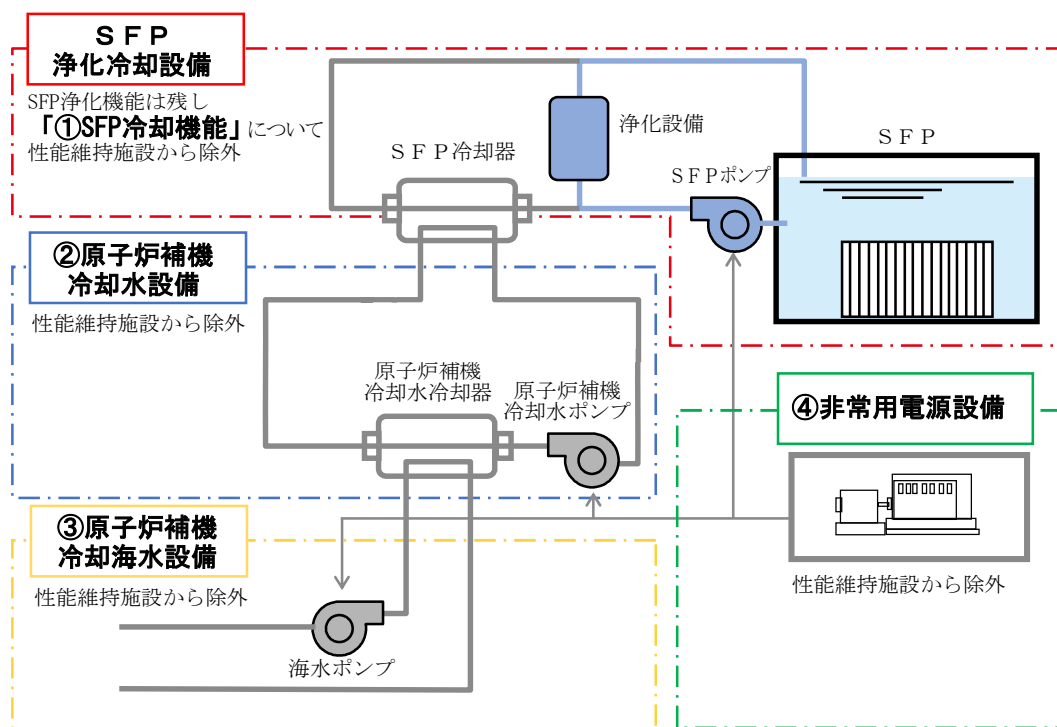 ＳＦＰ
浄化冷却設備
SFP浄化機能は残し
「①SFP冷却機能」について
性能維持施設から除外
ＳＦＰ冷却器
浄化設備
ＳＦＰポンプ
ＳＦＰ
②原子炉補機
冷却水設備
性能維持施設から除外
原子炉補機
冷却水冷却器
原子炉補機
冷却水ポンプ
④非常用電源設備
性能維持施設から除外
③原子炉補機
冷却海水設備
性能維持施設から除外
海水ポンプ